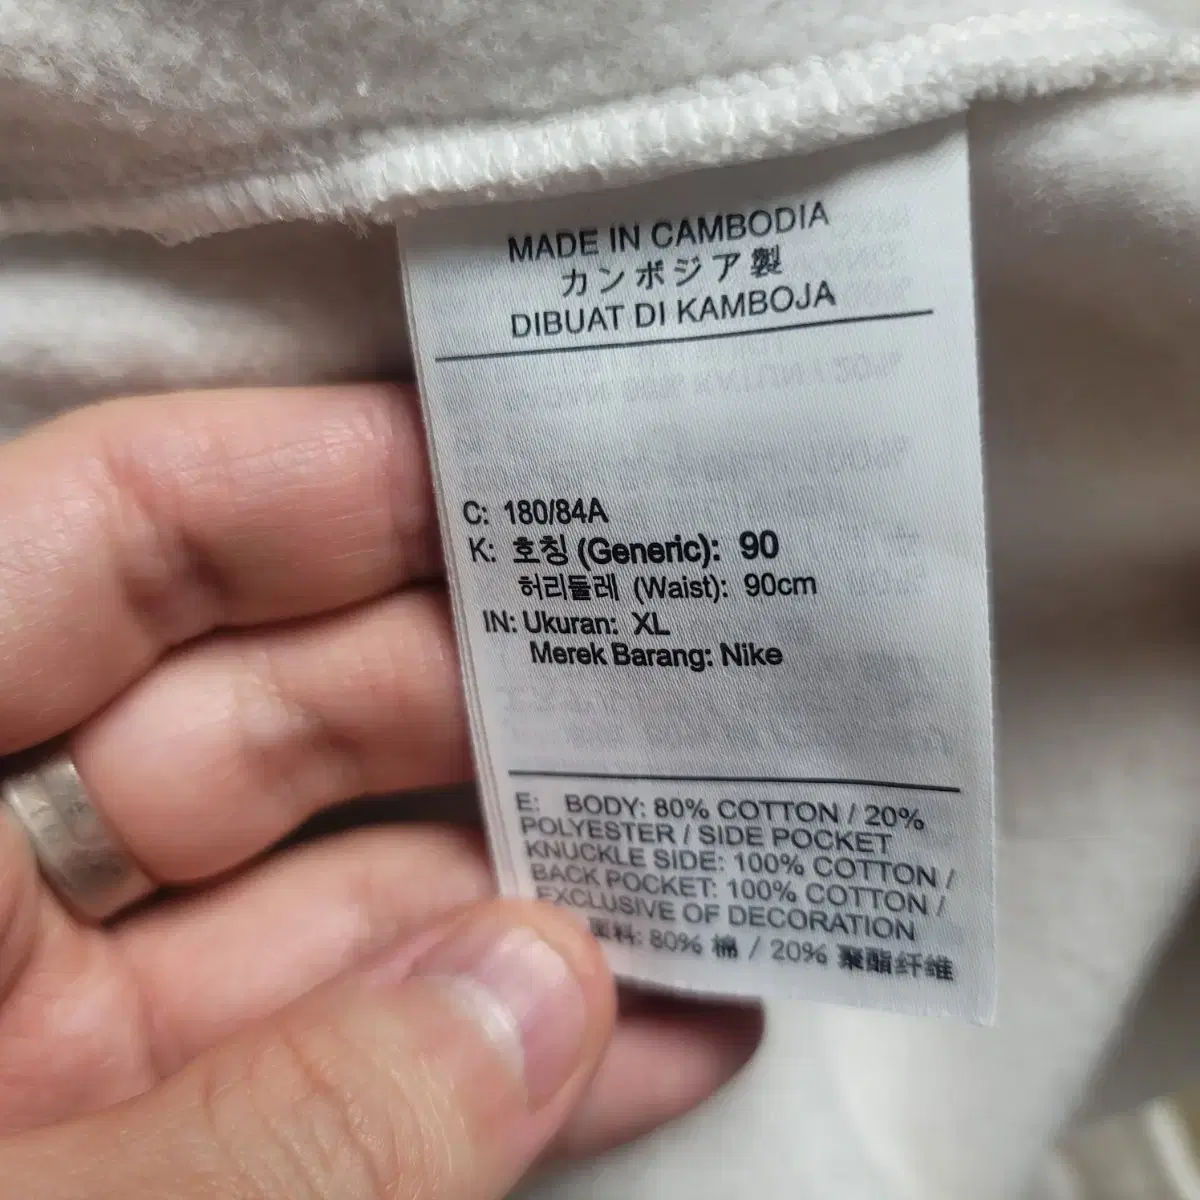 MADE IN CAMBODIA
カンボジア製
DIBUAT DI KAMBOJA
C: 180/84A
K: 호칭 (Generic): 90
허리둘레 (Waist): 90cm
IN: Ukuran: XL
Merek Barang: Nike
E: BODY: 80% COTTON / 20%
POLYESTER / SIDE POCKET
KNUCKLE SIDE: 100% COTTON /
BACK POCKET: 100% COTTON /
EXCLUSIVE OF DECORATION
面料: 80% 棉 / 20% 聚酯纤维